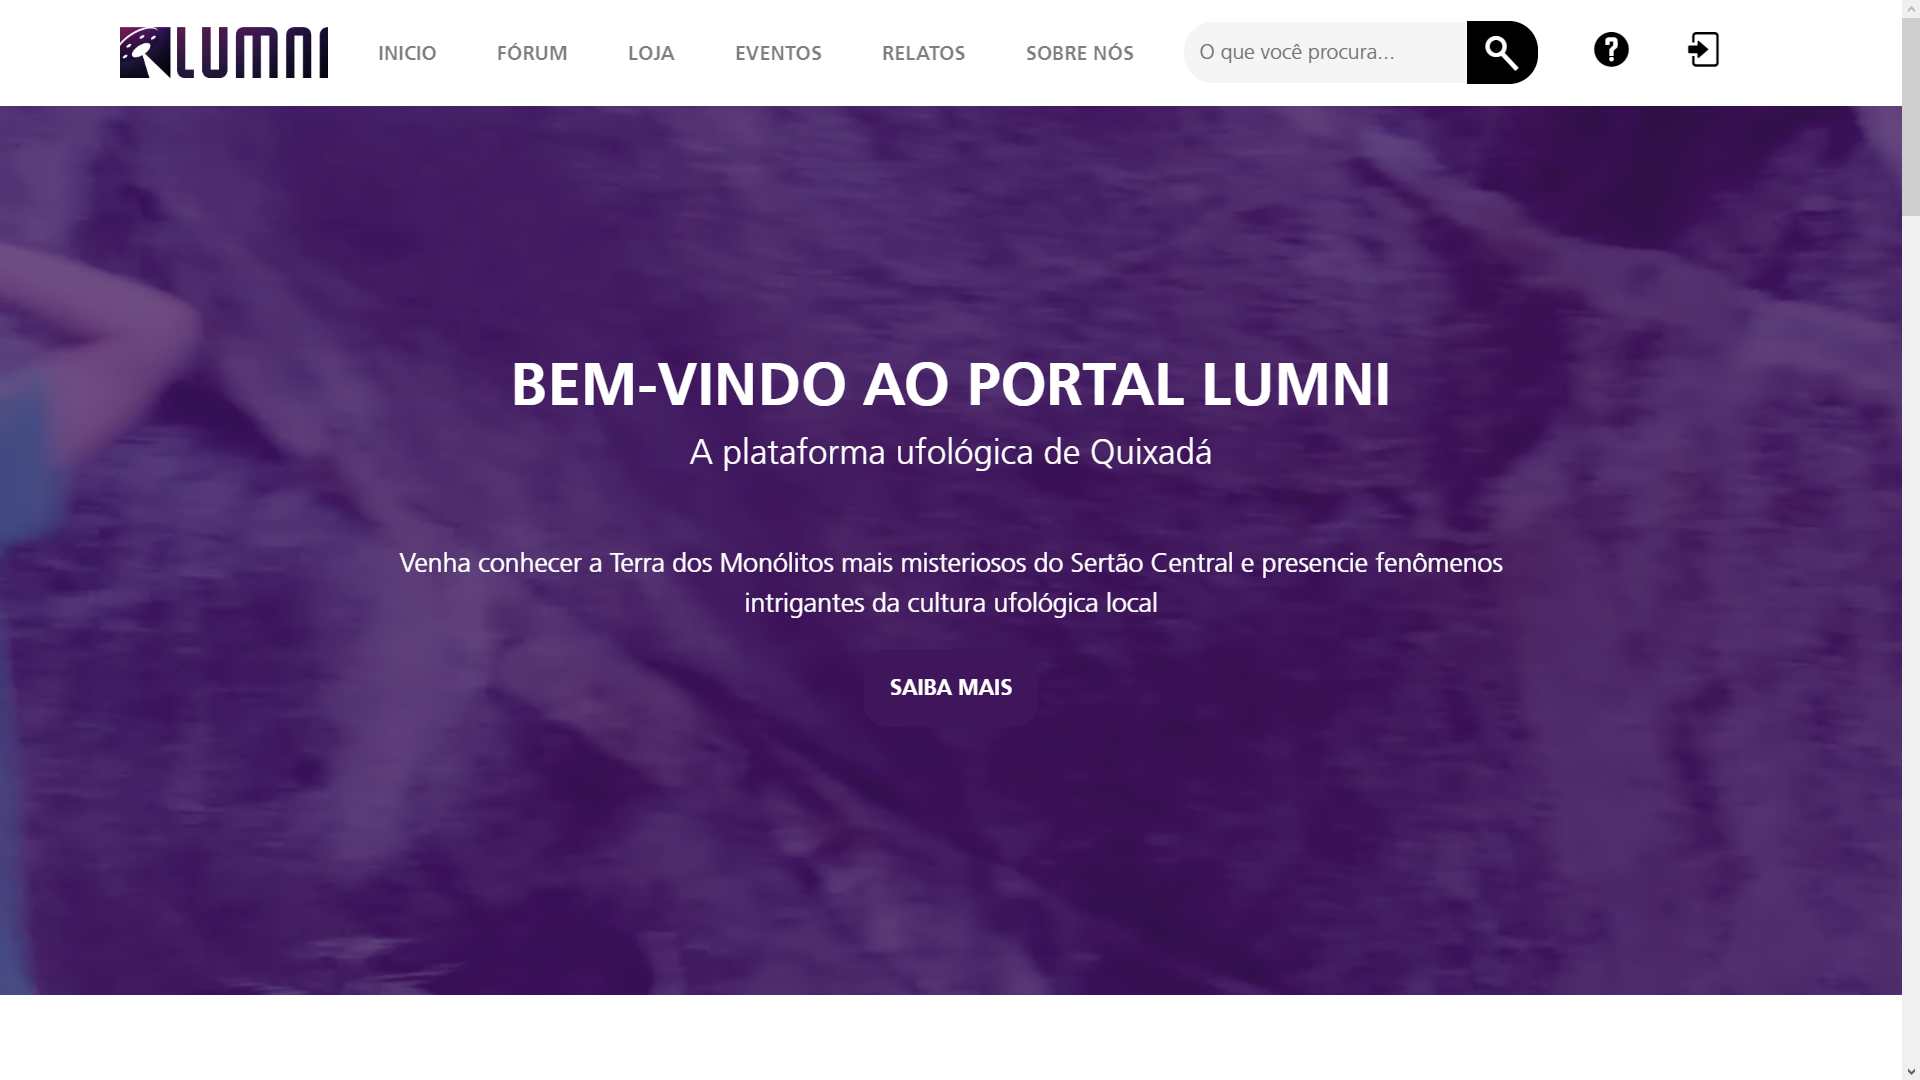 LUMNI
INICIO
FÓRUM
LOJA
EVENTOS
RELATOS
SOBRE NÓS
O que você procura...
BEM-VINDO AO PORTAL LUMNI
A plataforma ufológica de Quixadá
Venha conhecer a Terra dos Monólitos mais misteriosos do Sertão Central e presencie fenômenos
intrigantes da cultura ufológica local
SAIBA MAIS